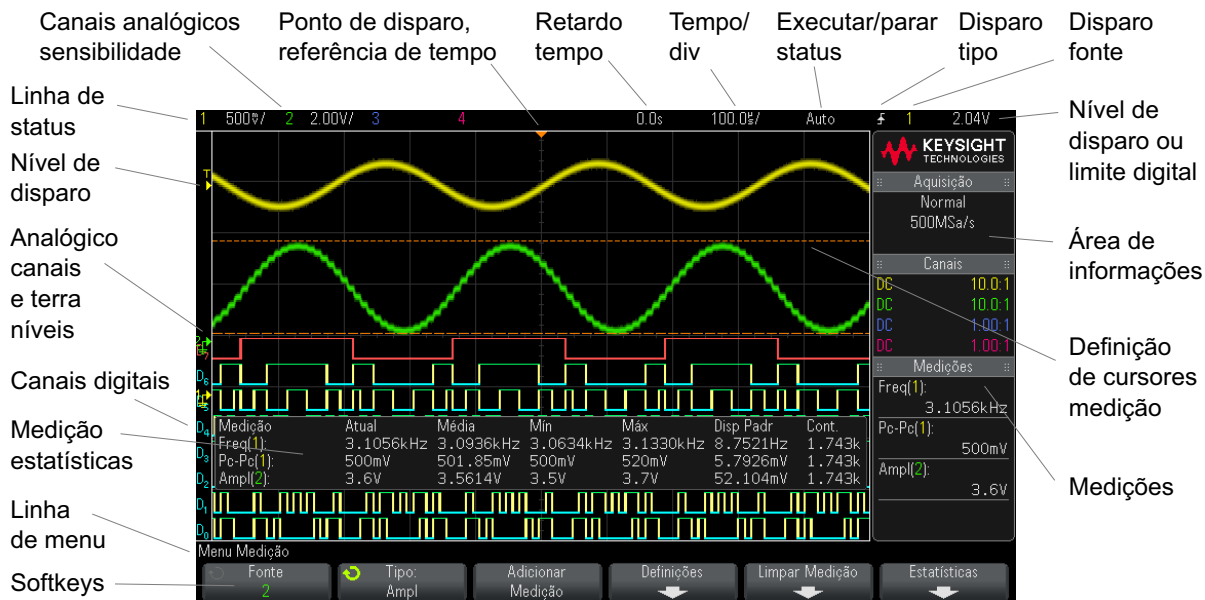 Canais analógicos
sensibilidade
Ponto de disparo,
referência de tempo
Retardo
tempo
Tempo/
div
Executar/parar
status
Disparo
tipo
Disparo
fonte
Linha de
status
Nível de
disparo
Analógico
canais
e terra
níveis
Canais digitais
Medição
estatísticas
Linha
de menu
Softkeys
1 500mV/ 2 2.00V/ 3 4 0.0s 100.0µs/ Auto 1 2.04V
T
D6
D5
D4
D3
D2
D1
D0
KEYSIGHT
TECHNOLOGIES
Aquisição
Normal
500MSa/s
Canais
DC 10.0:1
DC 10.0:1
DC 1.00:1
DC 1.00:1
Medições
Freq(1):
3.1056kHz
Pc-Pc(1):
500mV
Ampl(2):
3.6V
Medição Atual Média Mín Máx Disp Padr Cont.
Freq(1): 3.1056kHz 3.0936kHz 3.0634kHz 3.1330kHz 8.7521Hz 1.743k
Pc-Pc(1): 500mV 501.85mV 500mV 520mV 5.7926mV 1.743k
Ampl(2): 3.6V 3.5614V 3.5V 3.7V 52.104mV 1.743k
Menu Medição
Fonte
2
Tipo:
Ampl
Adicionar
Medição
Definições
Limpar Medição
Estatísticas
Nível de
disparo ou
limite digital
Área de
informações
Definição
de cursores
medição
Medições